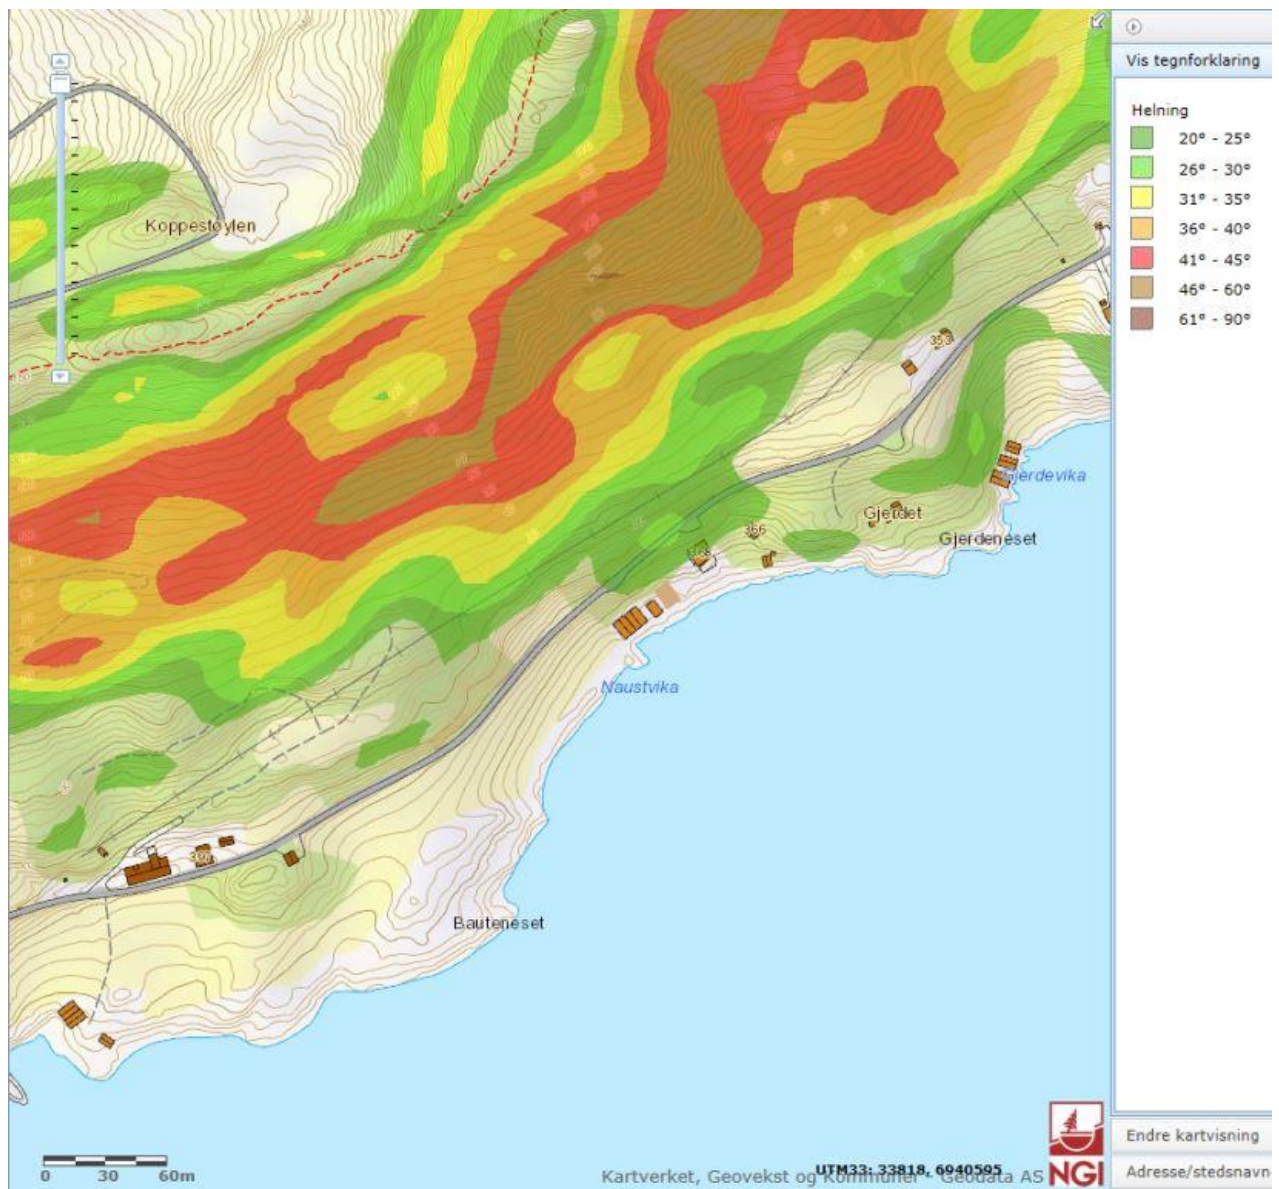 Vis tegnforklaring
Helning
20° - 25°
26° - 30°
31° - 35°
36° - 40°
41° - 45°
46° - 60°
61° - 90°
Koppestøylen
353
Gjerdevika
Gjerdet
366
Gjerdeneset
368
Naustvika
Bauteneset
0 30 60m
UTM33: 33818, 6940595
Kartverket, Geovekst og Kommuner - Geodata AS
NGI
Endre kartvisning
Adresse/stedsnavn